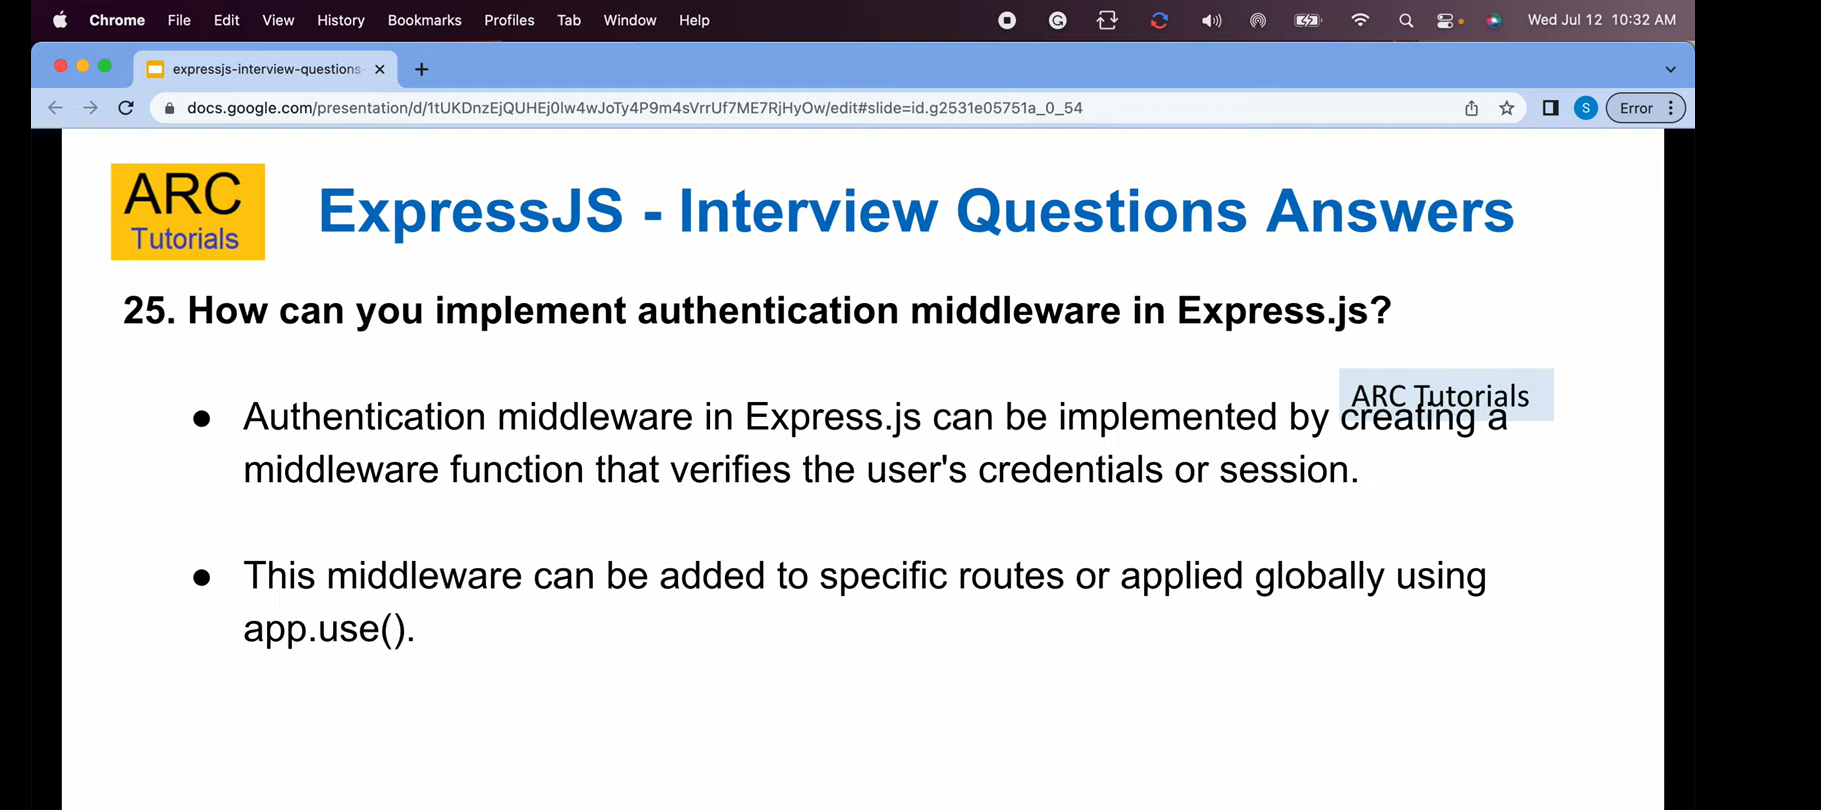 Chrome File Edit View History Bookmarks Profiles Tab Window Help Wed Jul 12 10:32 AM
expressjs-interview-questions-
docs.google.com/presentation/d/1tUKDnzEjQUHEj0lw4wJoTy4P9m4sVrrUf7ME7RjHyOw/edit#slide=id.g2531e05751a_0_54 S Error
ARC
Tutorials
ExpressJS - Interview Questions Answers
25. How can you implement authentication middleware in Express.js?
ARC Tutorials
● Authentication middleware in Express.js can be implemented by creating a
middleware function that verifies the user's credentials or session.
● This middleware can be added to specific routes or applied globally using
app.use().